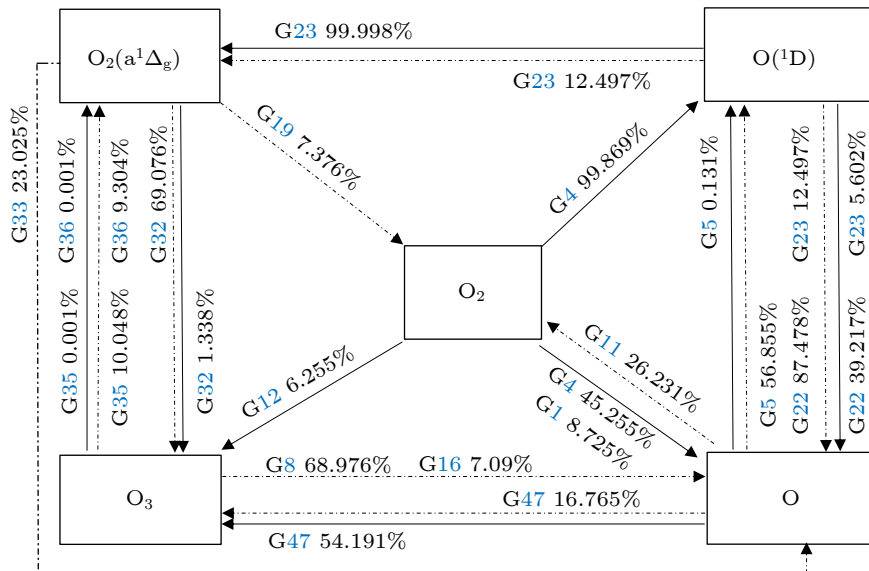 G23 99.998%
O₂(a¹Δg)
O(¹D)
G23 12.497%
G19 7.376%
G4 99.869%
G33 23.025%
G36 0.001%
G36 9.304%
G32 69.076%
G5 0.131%
G23 12.497%
G23 5.602%
O₂
G11 26.231%
G35 0.001%
G35 10.048%
G32 1.338%
G12 6.255%
G4 45.255%
G1 8.725%
G5 56.855%
G22 87.478%
G22 39.217%
G8 68.976%
G16 7.09%
O₃
O
G47 16.765%
G47 54.191%